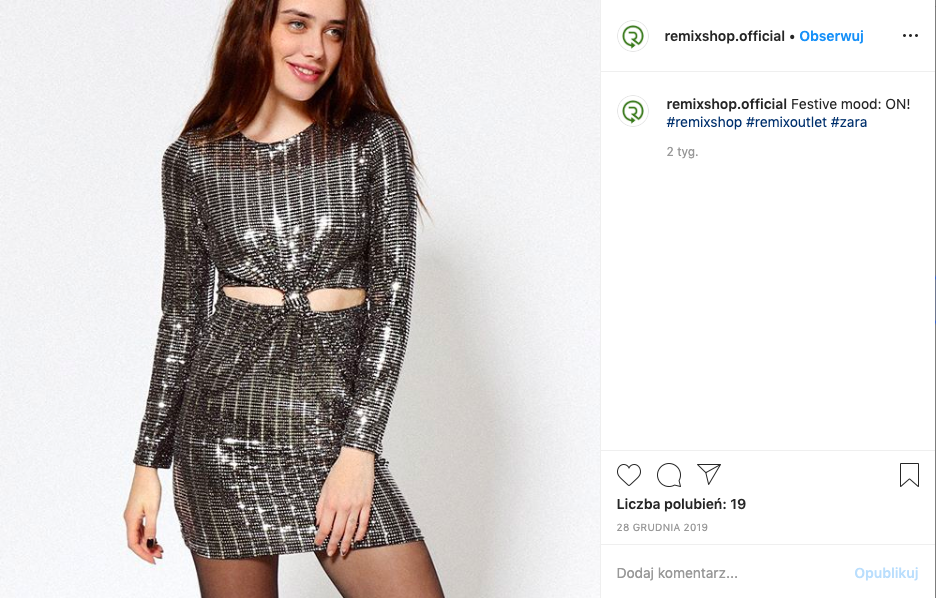 remixshop.official • Obserwuj
remixshop.official Festive mood: ON!
#remixshop #remixoutlet #zara
2 tyg.
Liczba polubień: 19
28 GRUDNIA 2019
Dodaj komentarz... Opublikuj